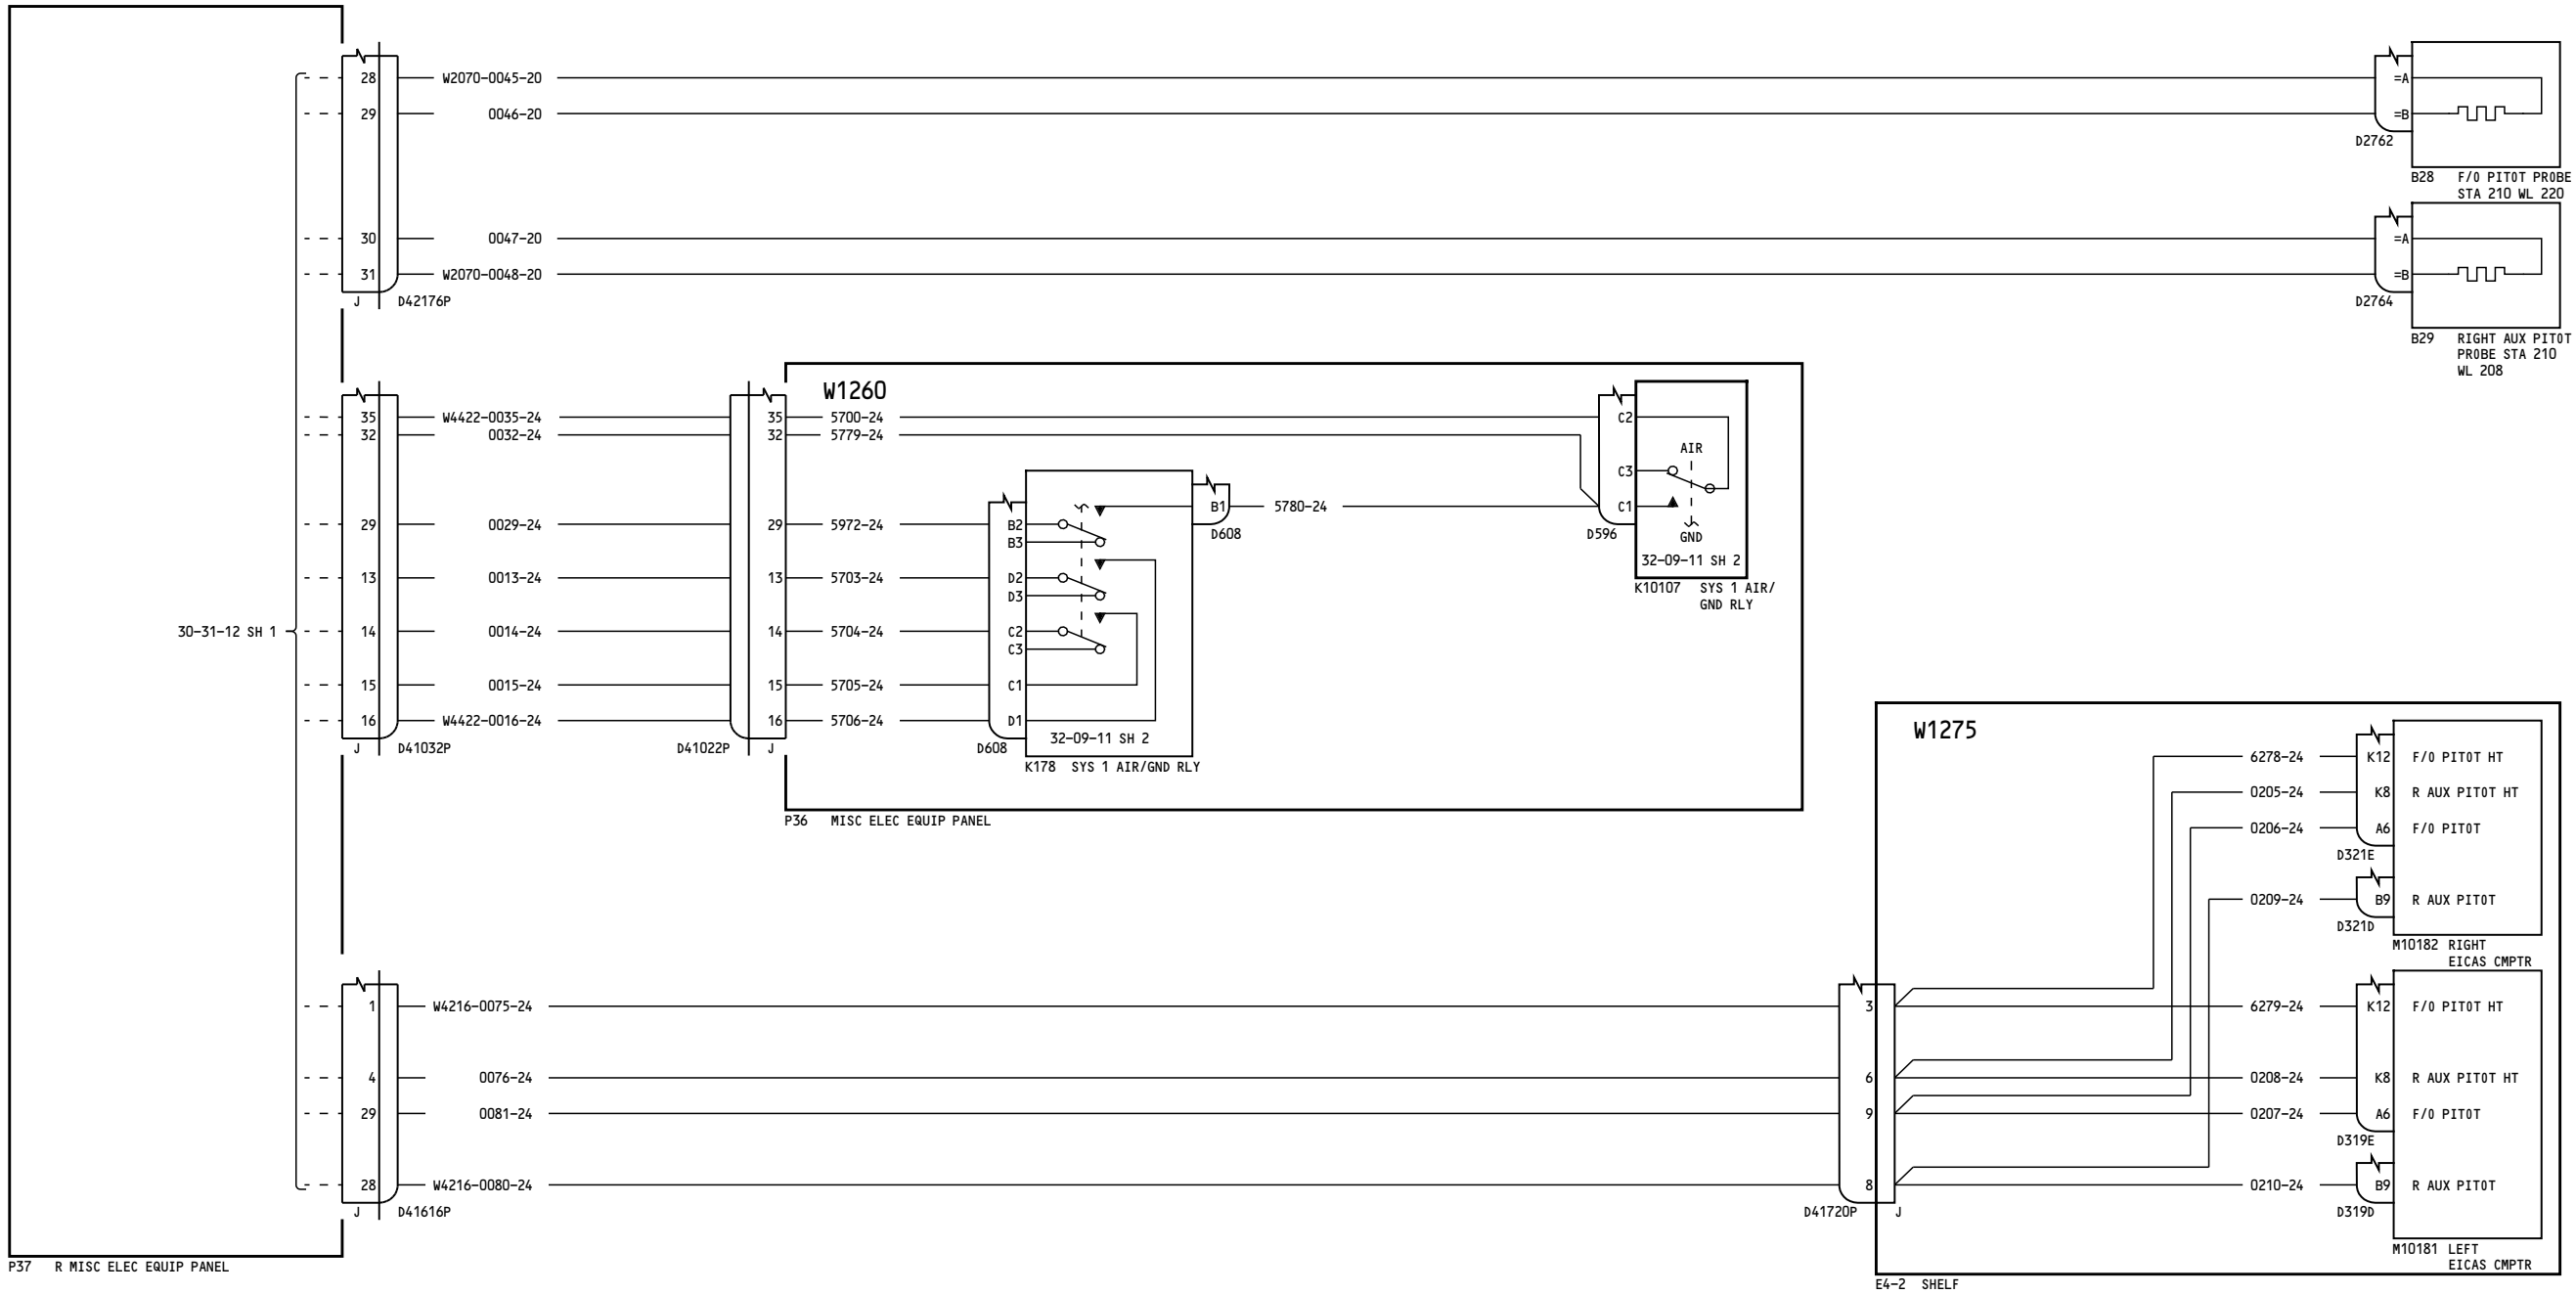 28 W2070-0045-20 =A
29 0046-20 =B
D2762
B28 F/O PITOT PROBE
STA 210 WL 220
30 0047-20 =A
31 W2070-0048-20 =B
J D42176P D2764
B29 RIGHT AUX PITOT
PROBE STA 210
WL 208
W1260
35 W4422-0035-24 35 5700-24 C2
32 0032-24 32 5779-24
AIR
C3
B1 5780-24 C1
29 0029-24 29 5972-24 B2
D608 D596 GND
B3
32-09-11 SH 2
13 0013-24 13 5703-24 D2
K10107 SYS 1 AIR/
GND RLY
D3
30-31-12 SH 1 14 0014-24 14 5704-24 C2
C3
15 0015-24 15 5705-24 C1
16 W4422-0016-24 16 5706-24 D1
32-09-11 SH 2
J D41032P D41022P J D608
K178 SYS 1 AIR/GND RLY
P36 MISC ELEC EQUIP PANEL
W1275
6278-24 K12 F/O PITOT HT
0205-24 K8 R AUX PITOT HT
0206-24 A6 F/O PITOT
D321E
0209-24 B9 R AUX PITOT
D321D
M10182 RIGHT
EICAS CMPTR
1 W4216-0075-24 3 6279-24 K12 F/O PITOT HT
4 0076-24 6 0208-24 K8 R AUX PITOT HT
29 0081-24 9 0207-24 A6 F/O PITOT
D319E
28 W4216-0080-24 8 0210-24 B9 R AUX PITOT
J D41616P D41720P J D319D
M10181 LEFT
EICAS CMPTR
P37 R MISC ELEC EQUIP PANEL
E4-2 SHELF